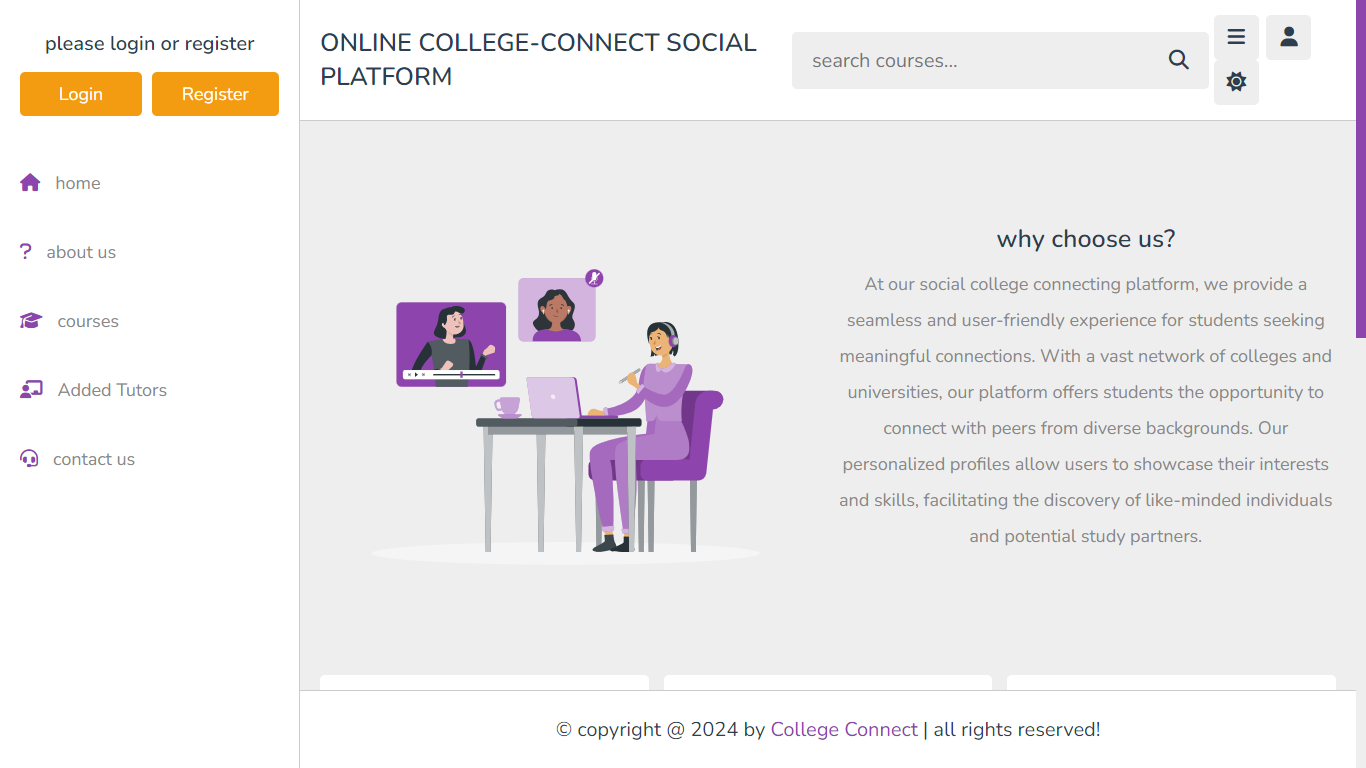 please login or register
Login
Register
home
about us
courses
Added Tutors
contact us
ONLINE COLLEGE-CONNECT SOCIAL
PLATFORM
search courses...
why choose us?
At our social college connecting platform, we provide a
seamless and user-friendly experience for students seeking
meaningful connections. With a vast network of colleges and
universities, our platform offers students the opportunity to
connect with peers from diverse backgrounds. Our
personalized profiles allow users to showcase their interests
and skills, facilitating the discovery of like-minded individuals
and potential study partners.
© copyright @ 2024 by College Connect | all rights reserved!